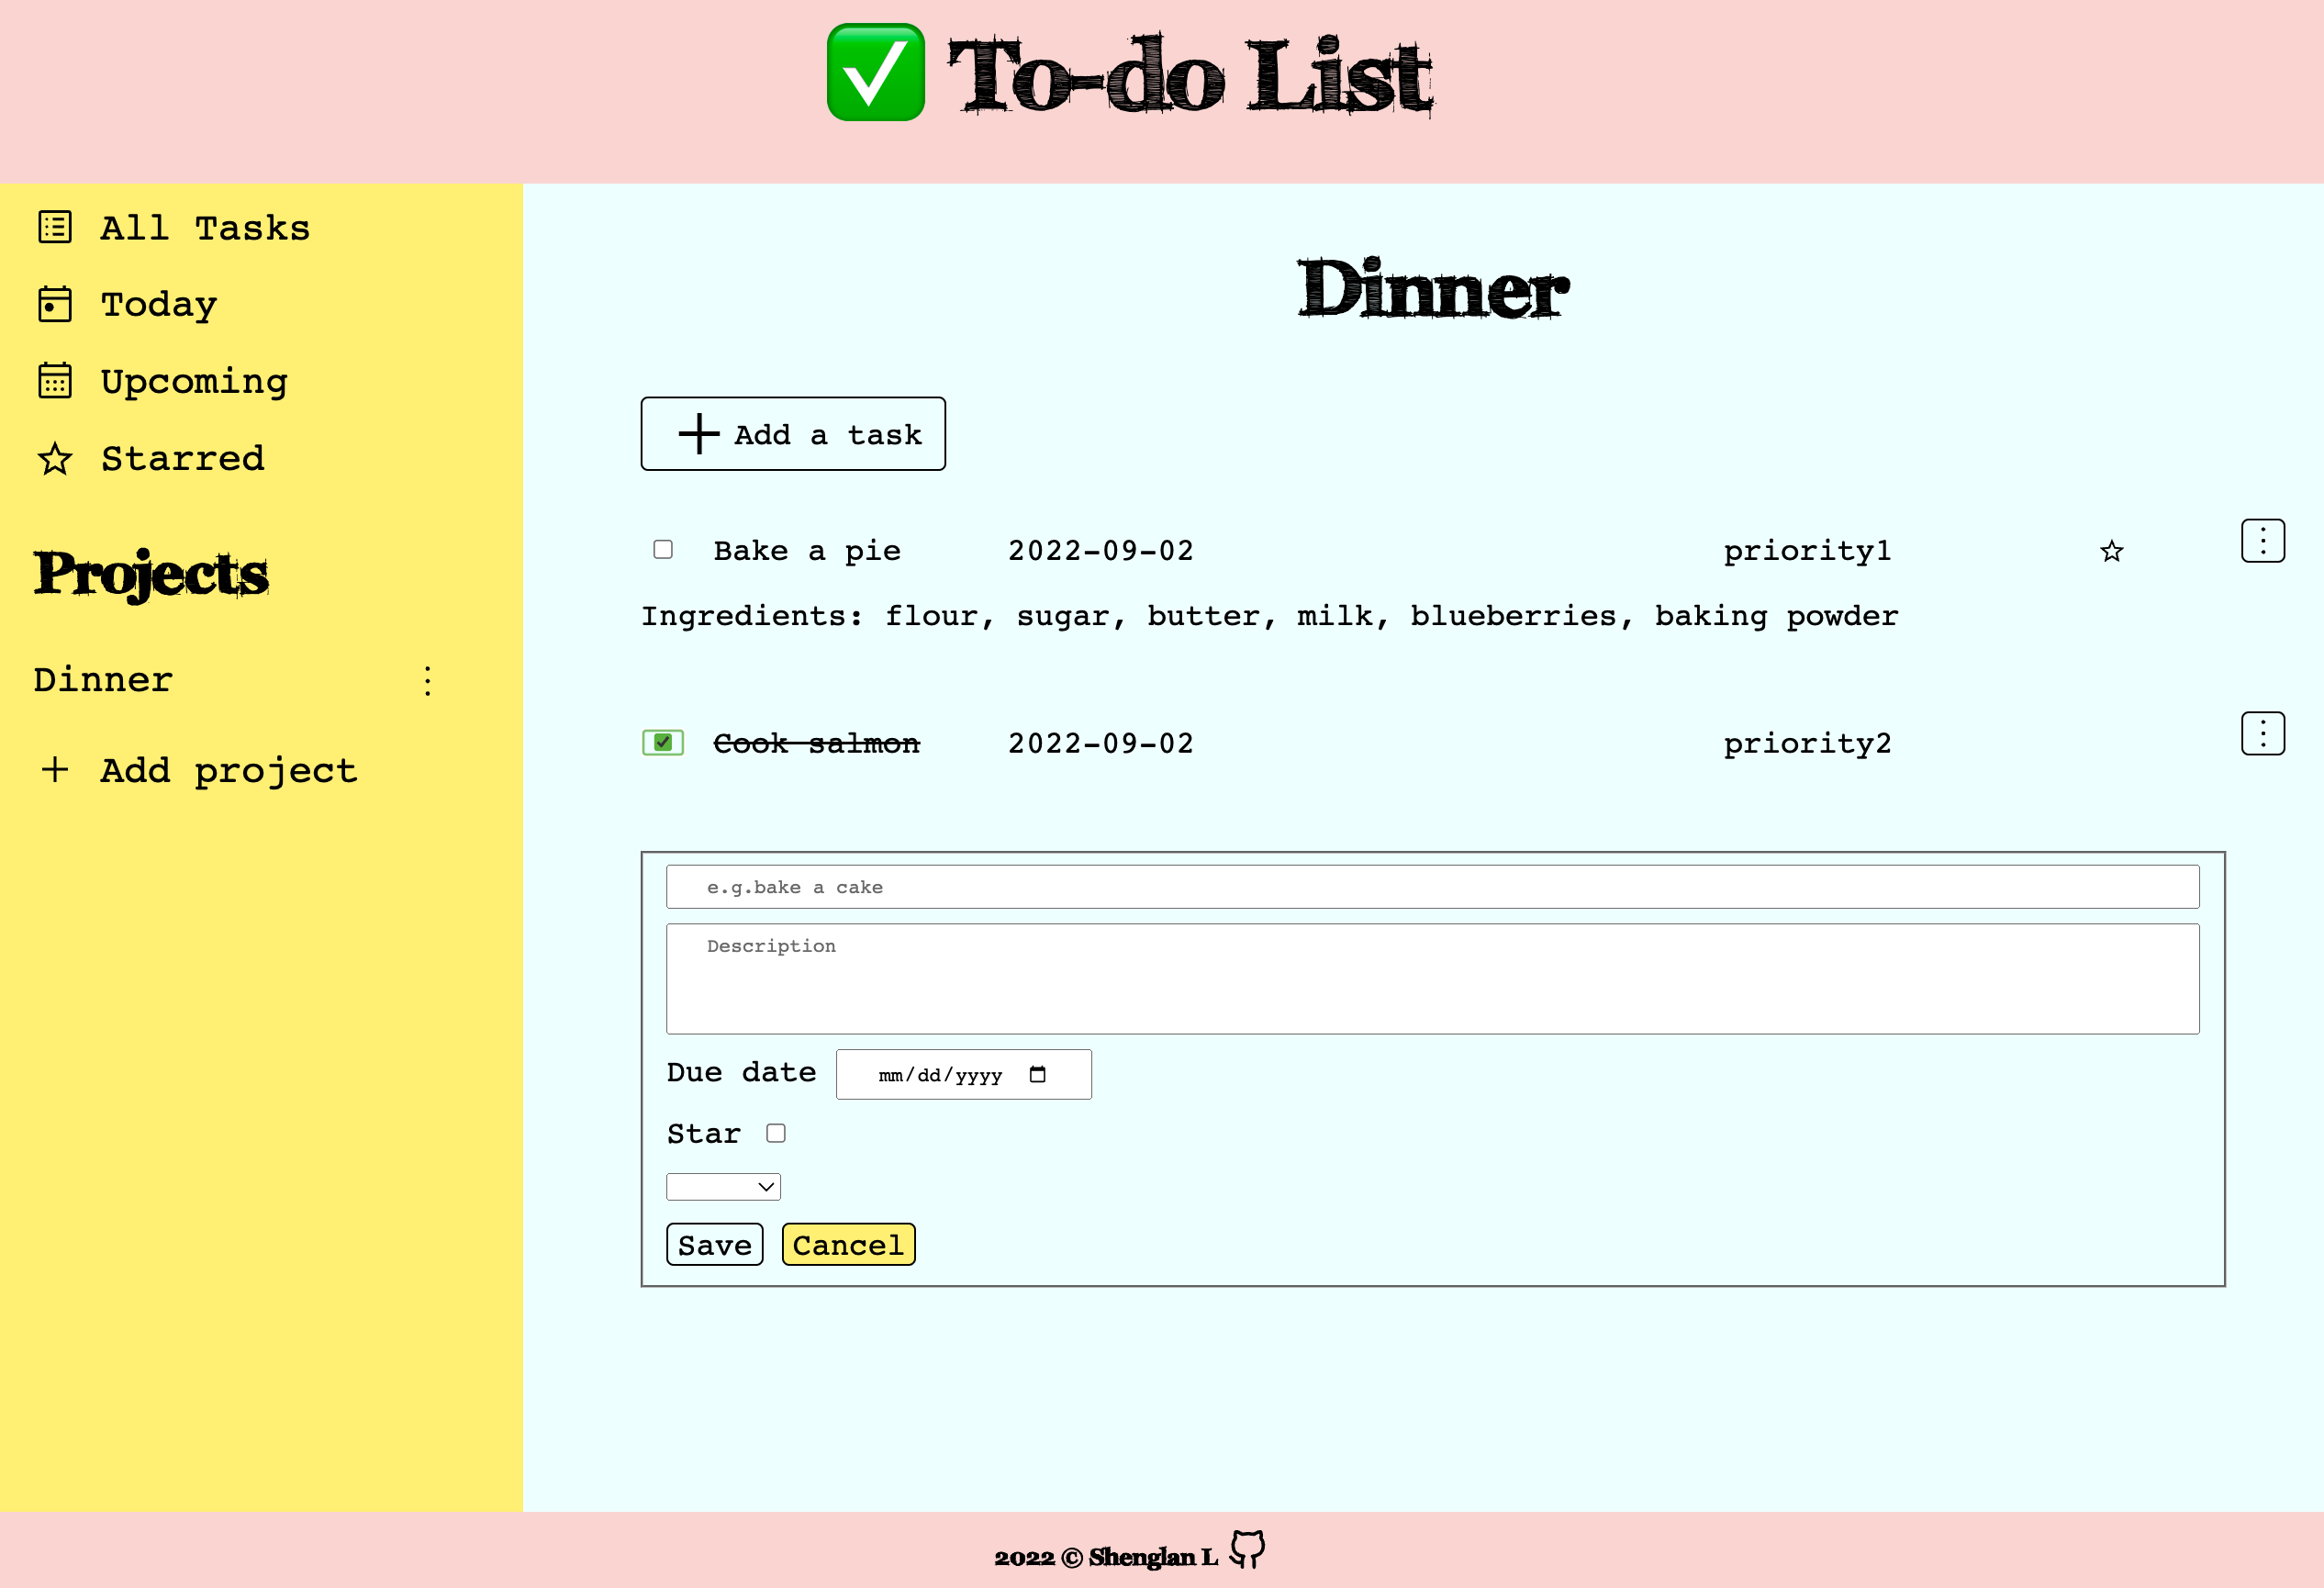 ✅ To-do List
All Tasks
Today
Upcoming
Starred
Projects
Dinner
Add project
Dinner
Add a task
Bake a pie 2022-09-02 priority1
Ingredients: flour, sugar, butter, milk, blueberries, baking powder
Cook salmon 2022-09-02 priority2
e.g.bake a cake
Description
Due date mm/dd/yyyy
Star
Save Cancel
2022 © Shenglan L